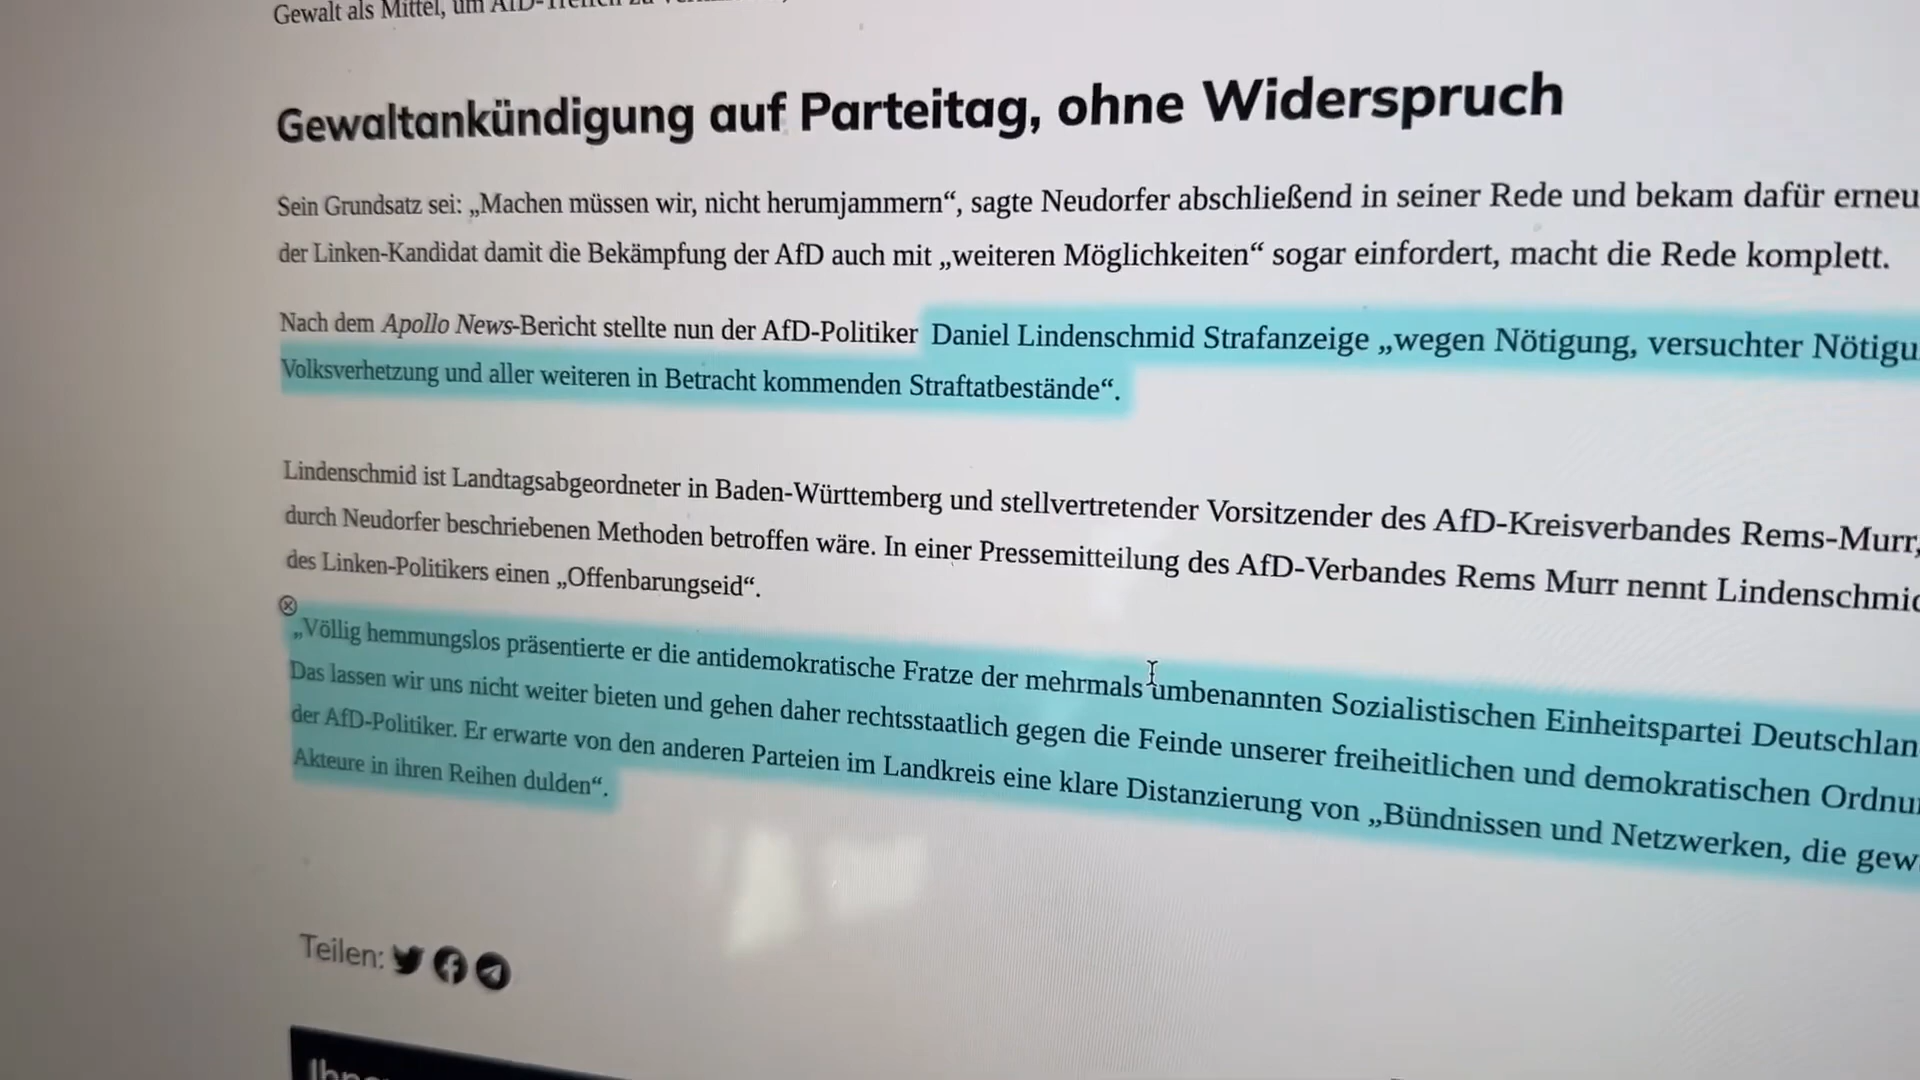 Gewalt als Mittel, um AfD-Treffen zu
Gewaltankündigung auf Parteitag, ohne Widerspruch
Sein Grundsatz sei: „Machen müssen wir, nicht herumjammern“, sagte Neudorfer abschließend in seiner Rede und bekam dafür erneu
der Linken-Kandidat damit die Bekämpfung der AfD auch mit „weiteren Möglichkeiten“ sogar einfordert, macht die Rede komplett.
Nach dem Apollo News-Bericht stellte nun der AfD-Politiker Daniel Lindenschmid Strafanzeige „wegen Nötigung, versuchter Nötigu
Volksverhetzung und aller weiteren in Betracht kommenden Straftatbestände“.
Lindenschmid ist Landtagsabgeordneter in Baden-Württemberg und stellvertretender Vorsitzender des AfD-Kreisverbandes Rems-Murr,
durch Neudorfer beschriebenen Methoden betroffen wäre. In einer Pressemitteilung des AfD-Verbandes Rems Murr nennt Lindenschmid
des Linken-Politikers einen „Offenbarungseid“.
„Völlig hemmungslos präsentierte er die antidemokratische Fratze der mehrmals umbenannten Sozialistischen Einheitspartei Deutschlan
Das lassen wir uns nicht weiter bieten und gehen daher rechtsstaatlich gegen die Feinde unserer freiheitlichen und demokratischen Ordnu
der AfD-Politiker. Er erwarte von den anderen Parteien im Landkreis eine klare Distanzierung von „Bündnissen und Netzwerken, die gew
Akteure in ihren Reihen dulden“.
Teilen: